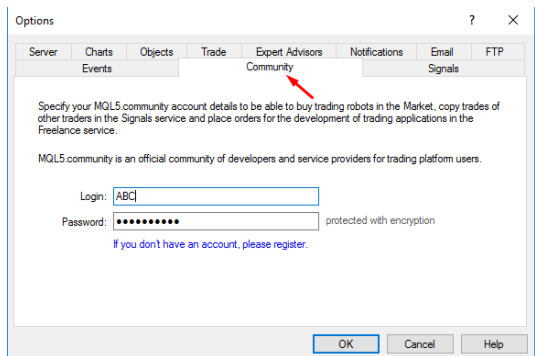 Options
Server Charts Objects Trade Expert Advisors Notifications Email FTP
Events Community Signals
Specify your MQL5.community account details to be able to buy trading robots in the Market, copy trades of
other traders in the Signals service and place orders for the development of trading applications in the
Freelance service.
MQL5.community is an official community of developers and service providers for trading platform users.
Login: ABC
Password: ●●●●●●●●●● protected with encryption
If you don't have an account, please register.
OK Cancel Help